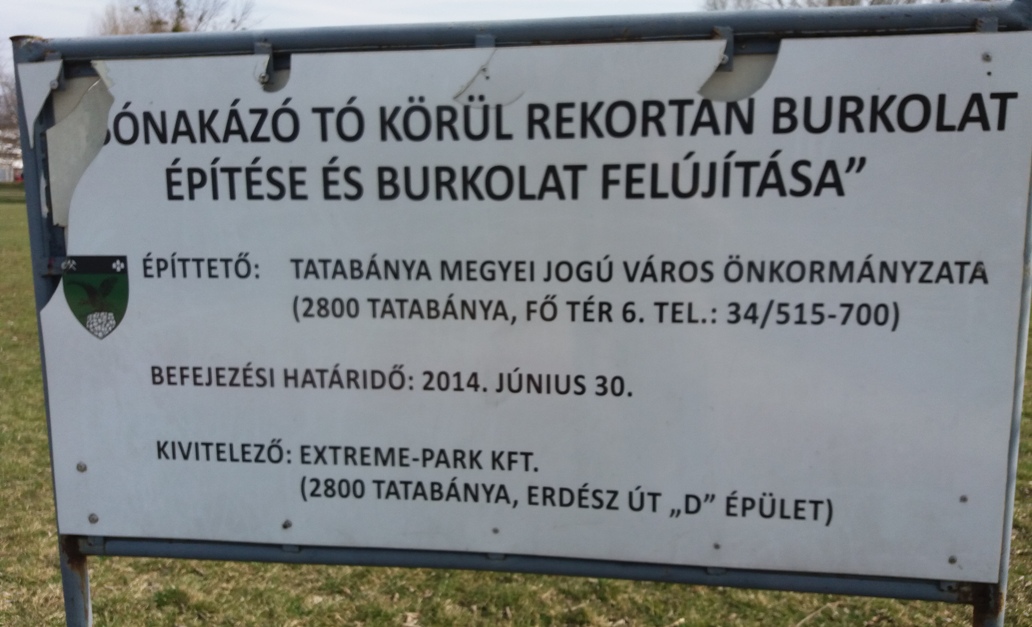 TÓ KÖRÜL REKORTAN BURKOLAT
ÉPÍTÉSE ÉS BURKOLAT FELÚJÍTÁSA”
ÉPÍTTETŐ: TATABÁNYA MEGYEI JOGÚ VÁROS ÖNKORMÁNYZATA
(2800 TATABÁNYA, FŐ TÉR 6. TEL.: 34/515-700)
BEFEJEZÉSI HATÁRIDŐ: 2014. JÚNIUS 30.
KIVITELEZŐ: EXTREME-PARK KFT.
(2800 TATABÁNYA, ERDÉSZ ÚT „D” ÉPÜLET)